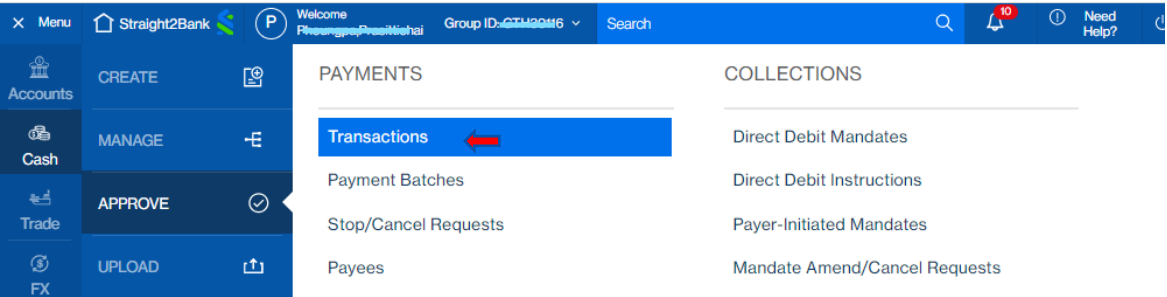 Menu
Straight2Bank
P
Welcome
Group ID:
Search
10
Need
Help?
Accounts
Cash
Trade
FX
CREATE
MANAGE
APPROVE
UPLOAD
PAYMENTS
Transactions
Payment Batches
Stop/Cancel Requests
Payees
COLLECTIONS
Direct Debit Mandates
Direct Debit Instructions
Payer-Initiated Mandates
Mandate Amend/Cancel Requests